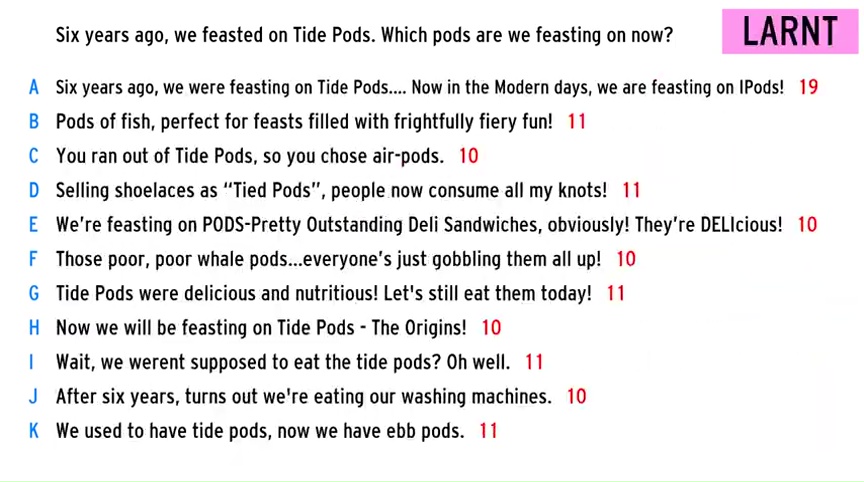 Six years ago, we feasted on Tide Pods. Which pods are we feasting on now?
LARNT
A Six years ago, we were feasting on Tide Pods.... Now in the Modern days, we are feasting on IPods! 19
B Pods of fish, perfect for feasts filled with frightfully fiery fun! 11
C You ran out of Tide Pods, so you chose air-pods. 10
D Selling shoelaces as “Tied Pods”, people now consume all my knots! 11
E We’re feasting on PODS-Pretty Outstanding Deli Sandwiches, obviously! They’re DELIcious! 10
F Those poor, poor whale pods...everyone’s just gobbling them all up! 10
G Tide Pods were delicious and nutritious! Let's still eat them today! 11
H Now we will be feasting on Tide Pods - The Origins! 10
I Wait, we werent supposed to eat the tide pods? Oh well. 11
J After six years, turns out we're eating our washing machines. 10
K We used to have tide pods, now we have ebb pods. 11